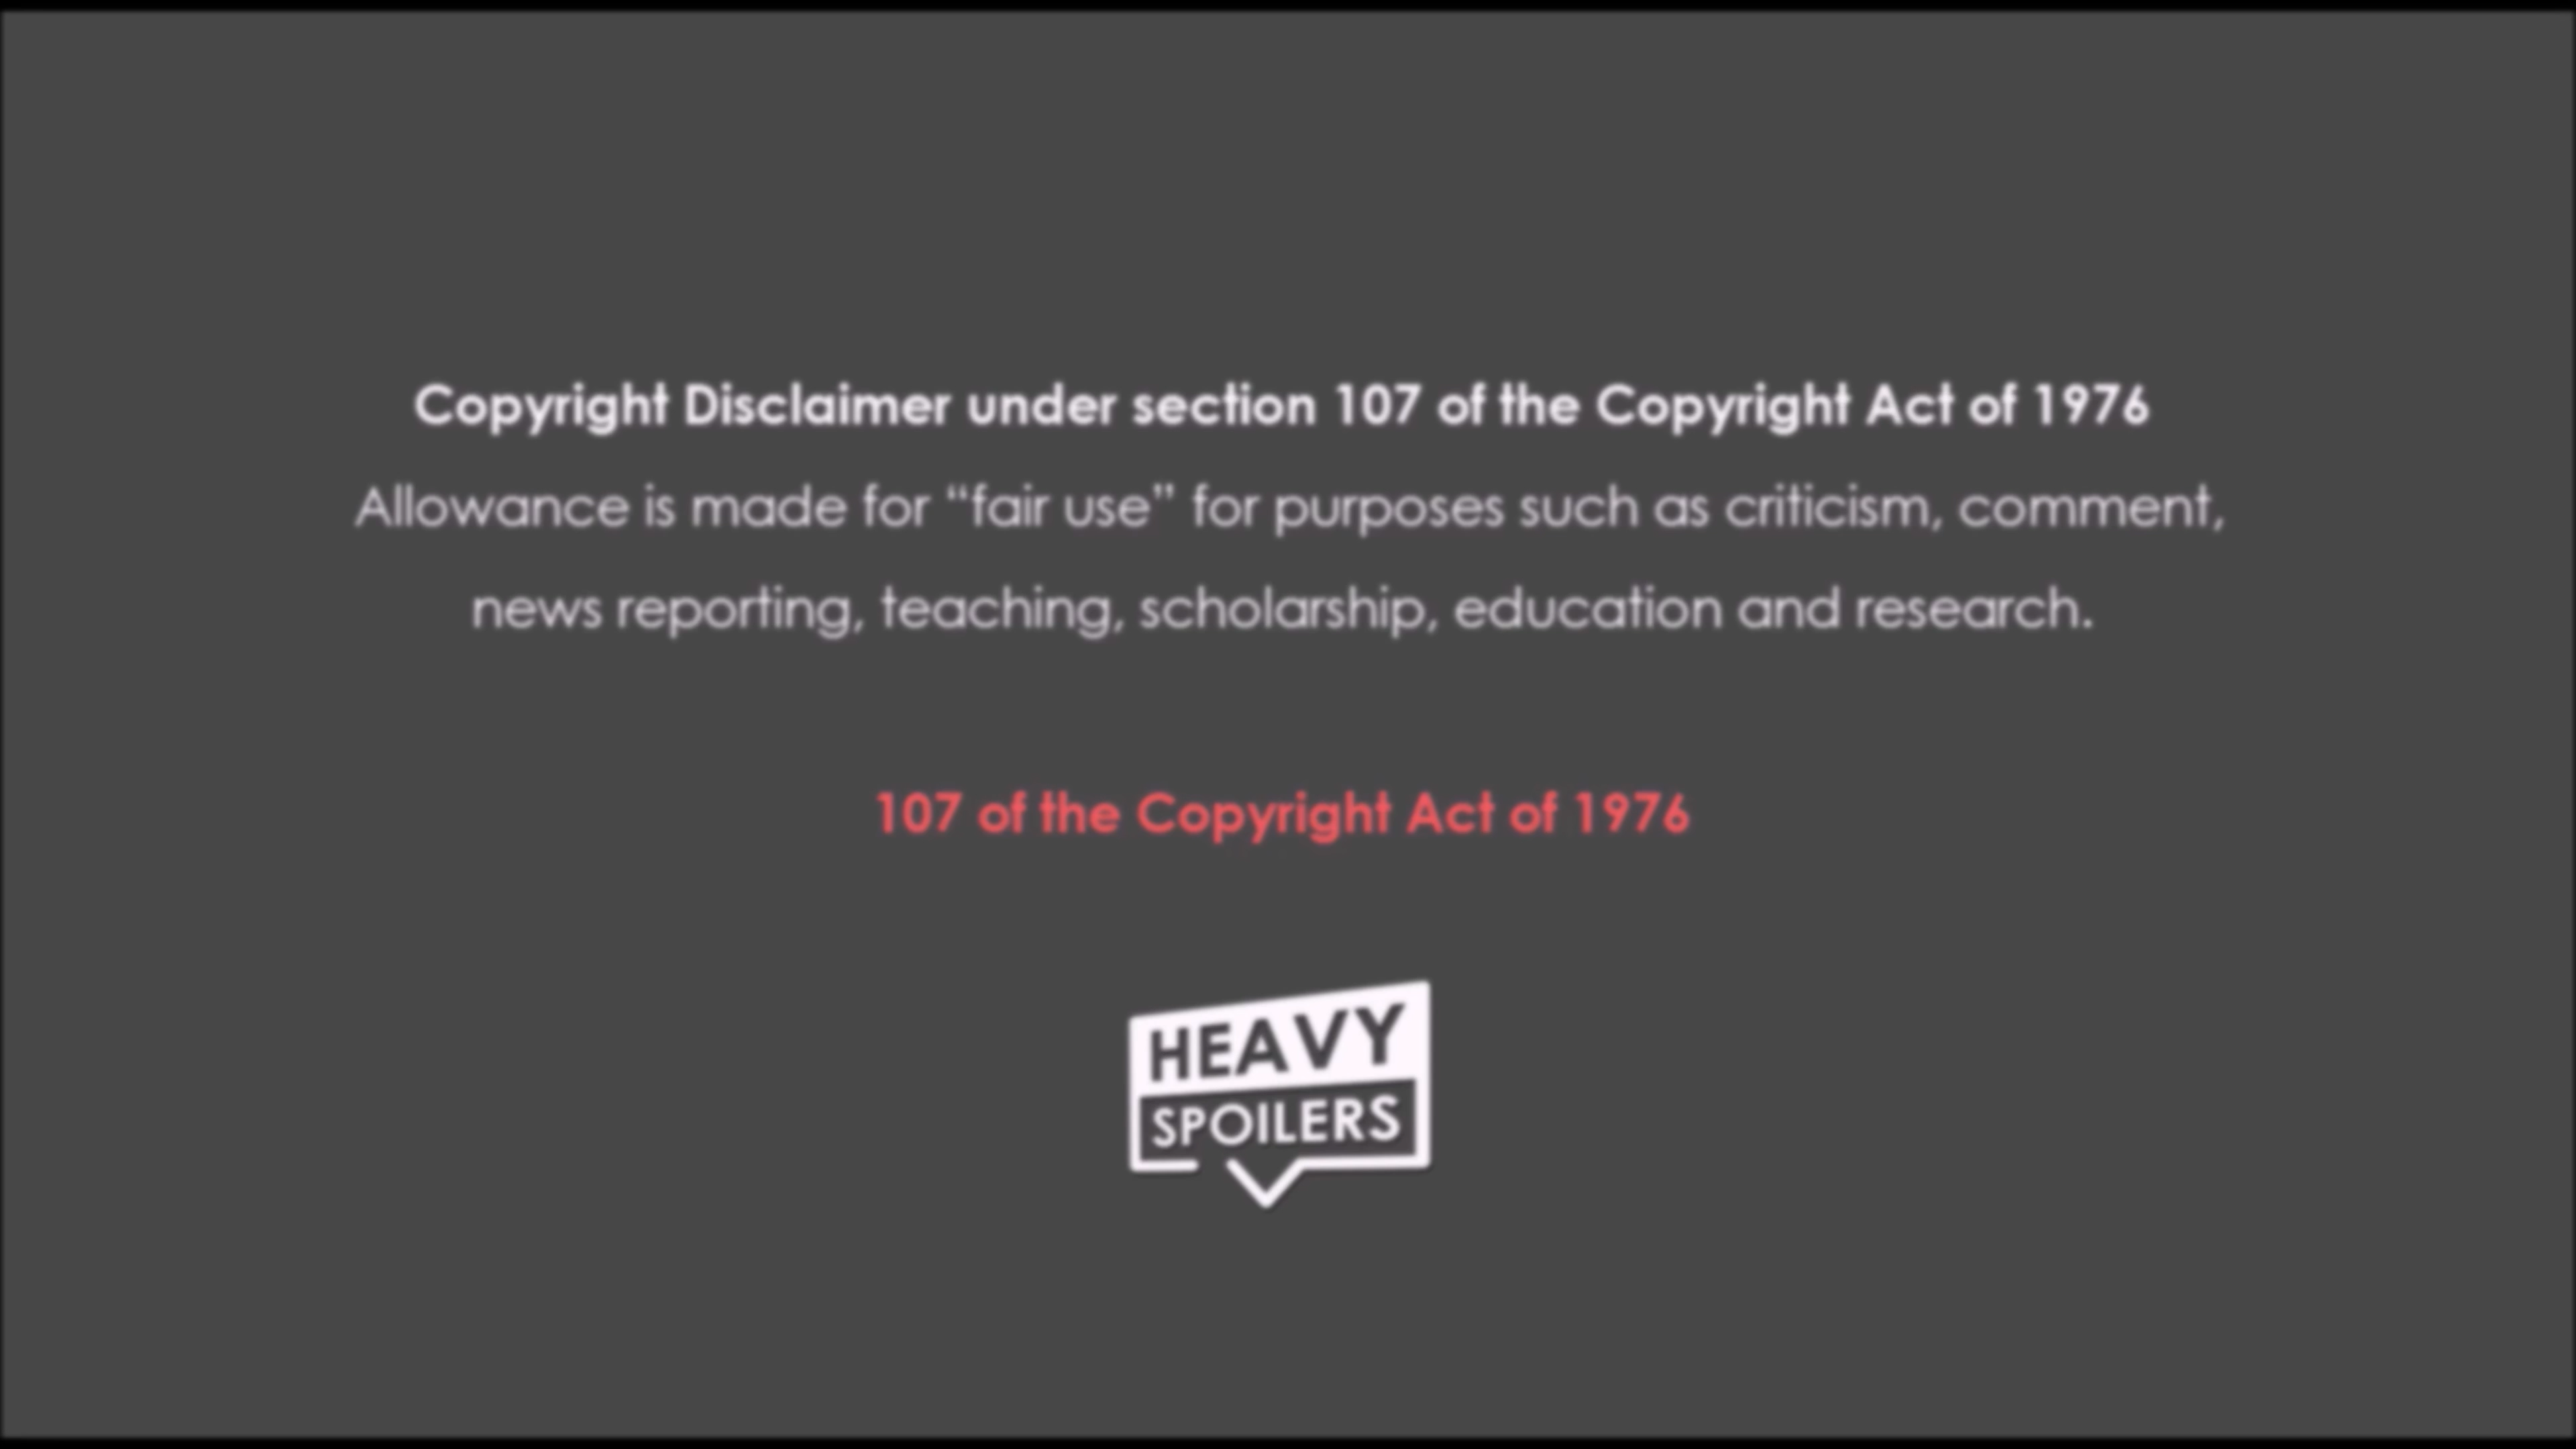 Copyright Disclaimer under section 107 of the Copyright Act of 1976
Allowance is made for “fair use” for purposes such as criticism, comment,
news reporting, teaching, scholarship, education and research.
107 of the Copyright Act of 1976
HEAVY
SPOILERS